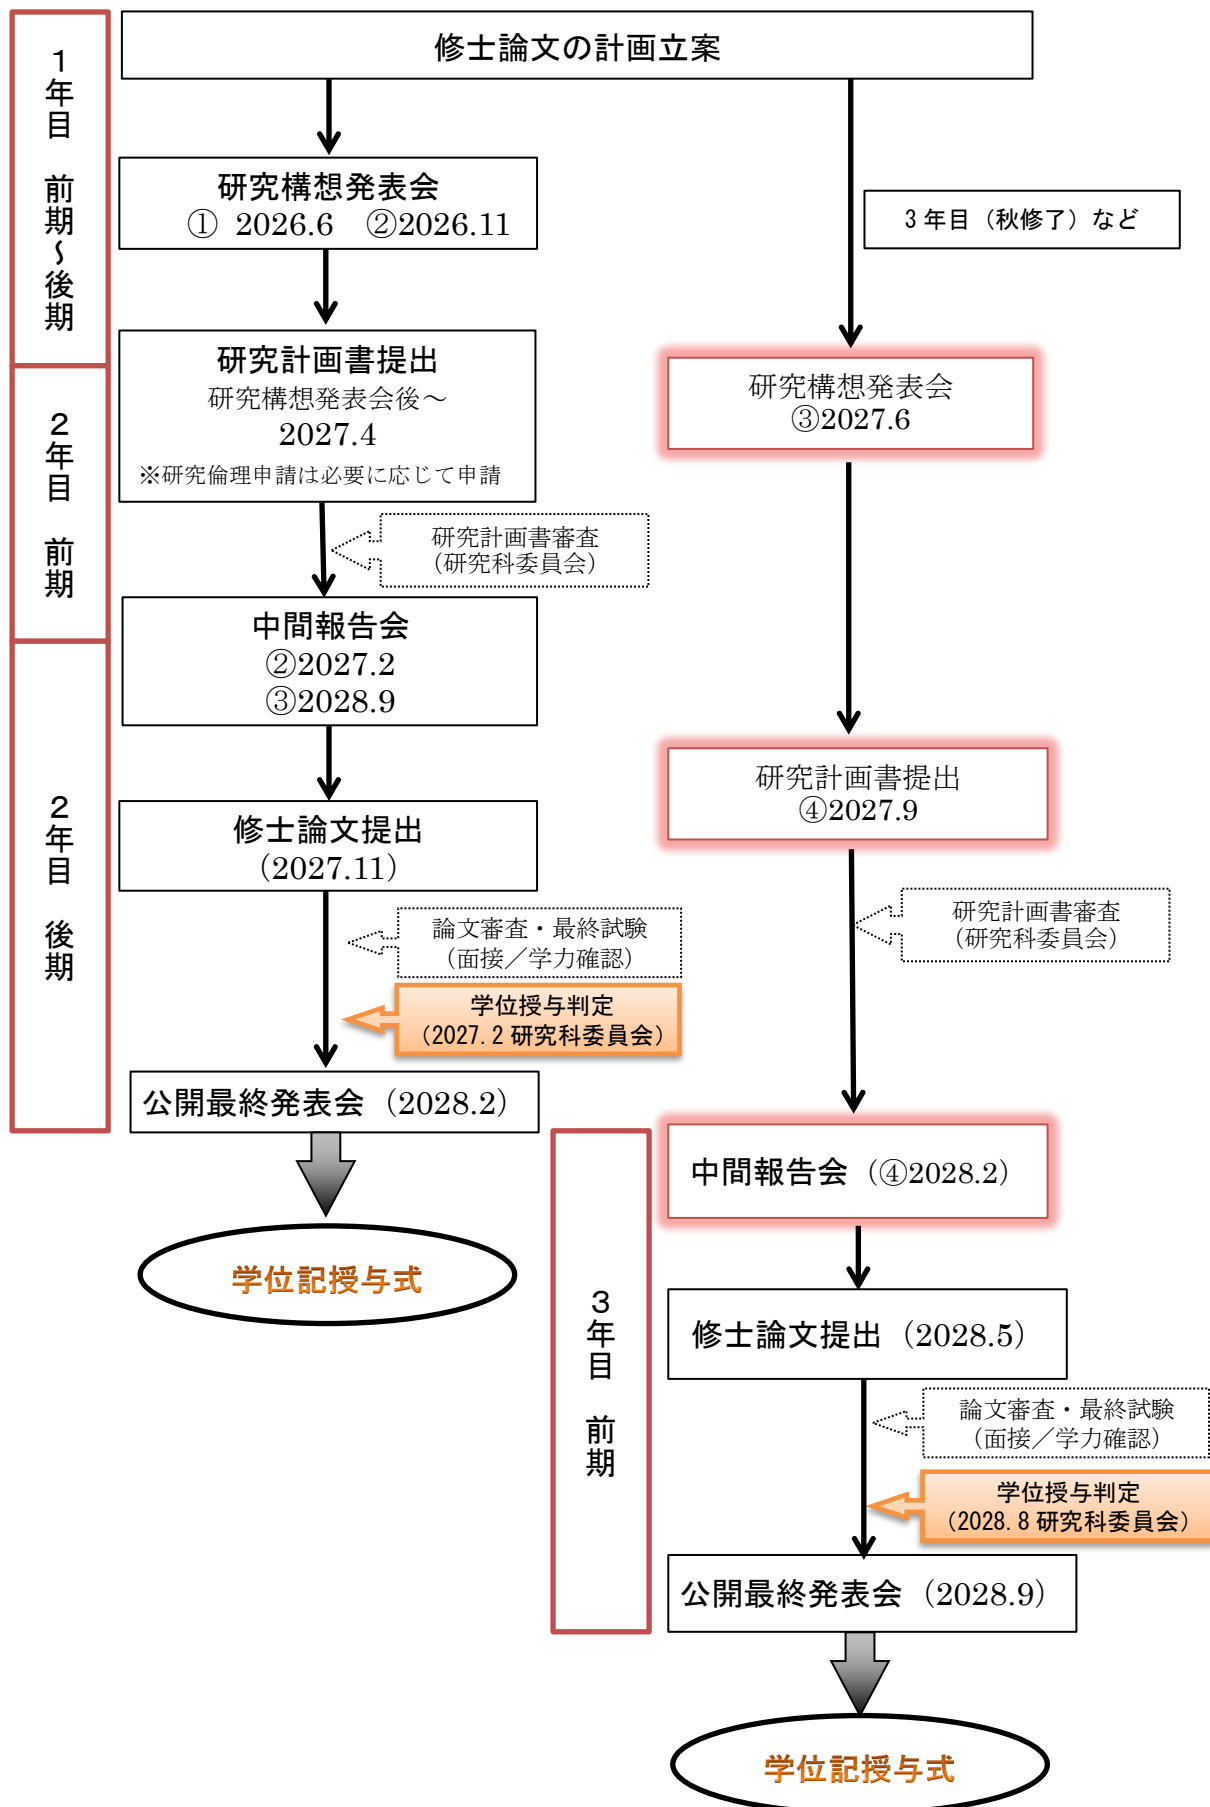 修士論文の計画立案
1年目 前期～後期
研究構想発表会
① 2026.6 ②2026.11
3年目（秋修了）など
研究計画書提出
研究構想発表会後～
2027.4
※研究倫理申請は必要に応じて申請
研究構想発表会
③2027.6
2年目 前期
研究計画書審査
（研究科委員会）
中間報告会
②2027.2
③2028.9
研究計画書提出
④2027.9
2年目 後期
修士論文提出
（2027.11）
論文審査・最終試験
（面接／学力確認）
研究計画書審査
（研究科委員会）
学位授与判定
（2027.2 研究科委員会）
公開最終発表会（2028.2）
中間報告会（④2028.2）
学位記授与式
3年目 前期
修士論文提出（2028.5）
論文審査・最終試験
（面接／学力確認）
学位授与判定
（2028.8 研究科委員会）
公開最終発表会（2028.9）
学位記授与式